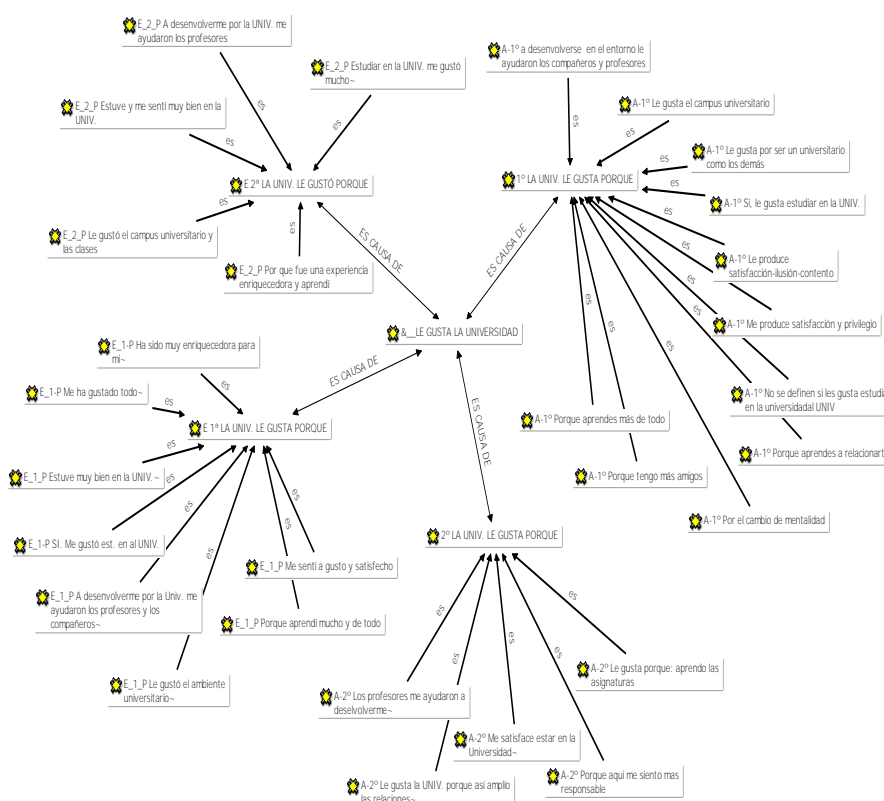 E_2_P A desenvolverme por la UNIV. me
ayudaron los profesores
E_2_P Estudiar en la UNIV. me gustó
mucho~
E_2_P Estuve y me sentí muy bien en la
UNIV.
es
es
es
E 2ª LA UNIV. LE GUSTÓ PORQUE
es
es
E_2_P Le gustó el campus universitario y
las clases
E_2_P Por que fue una experiencia
enriquecedora y aprendí
ES CAUSA DE
A-1º a desenvolverse en el entorno le
ayudaron los compañeros y profesores
A-1º Le gusta el campus universitario
A-1º Le gusta por ser un universitario
como los demás
es
es
es
es
1º LA UNIV. LE GUSTA PORQUE
A-1º Sí, le gusta estudiar en la UNIV.
es
es
es
es
es
es
es
A-1º Le produce
satisfacción-ilusión-contento
A-1º Me produce satisfacción y privilegio
A-1º No se definen si les gusta estudia
en la universidadal UNIV
A-1º Porque aprendes más de todo
A-1º Porque aprendes a relacionart
A-1º Porque tengo más amigos
A-1º Por el cambio de mentalidad
ES CAUSA DE
&__LE GUSTA LA UNIVERSIDAD
ES CAUSA DE
ES CAUSA DE
E_1-P Ha sido muy enriquecedora para
mí~
E_1-P Me ha gustado todo~
es
es
E 1ª LA UNIV. LE GUSTA PORQUE
es
es
es
es
es
es
E_1_P Estuve muy bien en la UNIV. ~
E_1-P SI. Me gustó est. en al UNIV.
E_1_P Me sentí a gusto y satisfecho
E_1_P A desenvolverme por la Univ. me
ayudaron los profesores y los
compañeros~
E_1_P Porque aprendí mucho y de todo
E_1_P Le gustó el ambiente
universitario~
2º LA UNIV. LE GUSTA PORQUE
es
es
es
es
es
A-2º Le gusta porque: aprendo las
asignaturas
A-2º Los profesores me ayudaron a
deselvolverme~
A-2º Me satisface estar en la
Universidad~
A-2º Porque aquí me siento mas
responsable
A-2º Le gusta la UNIV. porque así amplío
las relaciones~